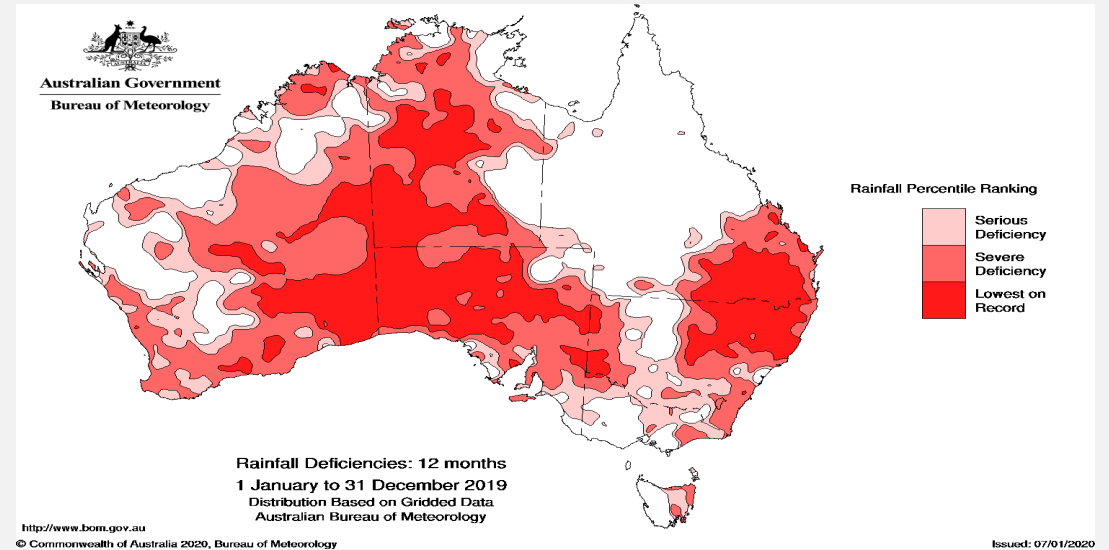 Australian Government
Bureau of Meteorology
Rainfall Percentile Ranking
Serious
Deficiency
Severe
Deficiency
Lowest on
Record
Rainfall Deficiencies: 12 months
1 January to 31 December 2019
Distribution Based on Gridded Data
Australian Bureau of Meteorology
http://www.bom.gov.au
© Commonwealth of Australia 2020, Bureau of Meteorology
Issued: 07/01/2020